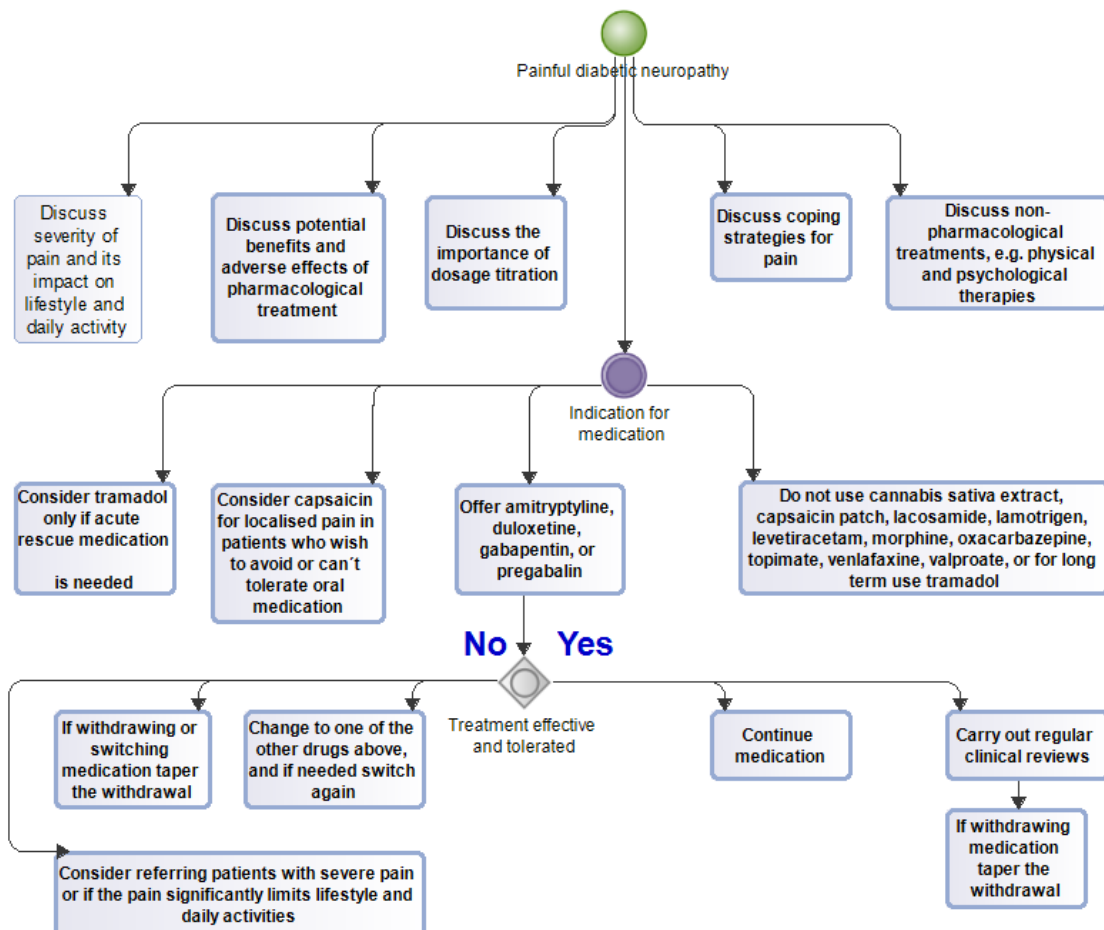 Painful diabetic neuropathy
Discuss
severity of
pain and its
impact on
lifestyle and
daily activity
Discuss potential
benefits and
adverse effects of
pharmacological
treatment
Discuss the
importance of
dosage titration
Discuss coping
strategies for
pain
Discuss non-
pharmacological
treatments, e.g. physical
and psychological
therapies
Indication for
medication
Consider tramadol
only if acute
rescue medication
is needed
Consider capsaicin
for localised pain in
patients who wish
to avoid or can´t
tolerate oral
medication
Offer amitryptyline,
duloxetine,
gabapentin, or
pregabalin
Do not use cannabis sativa extract,
capsaicin patch, lacosamide, lamotrigen,
levetiracetam, morphine, oxacarbazepine,
topimate, venlafaxine, valproate, or for long
term use tramadol
No Yes
Treatment effective
and tolerated
If withdrawing or
switching
medication taper
the withdrawal
Change to one of the
other drugs above,
and if needed switch
again
Continue
medication
Carry out regular
clinical reviews
If withdrawing
medication
taper the
withdrawal
Consider referring patients with severe pain
or if the pain significantly limits lifestyle and
daily activities